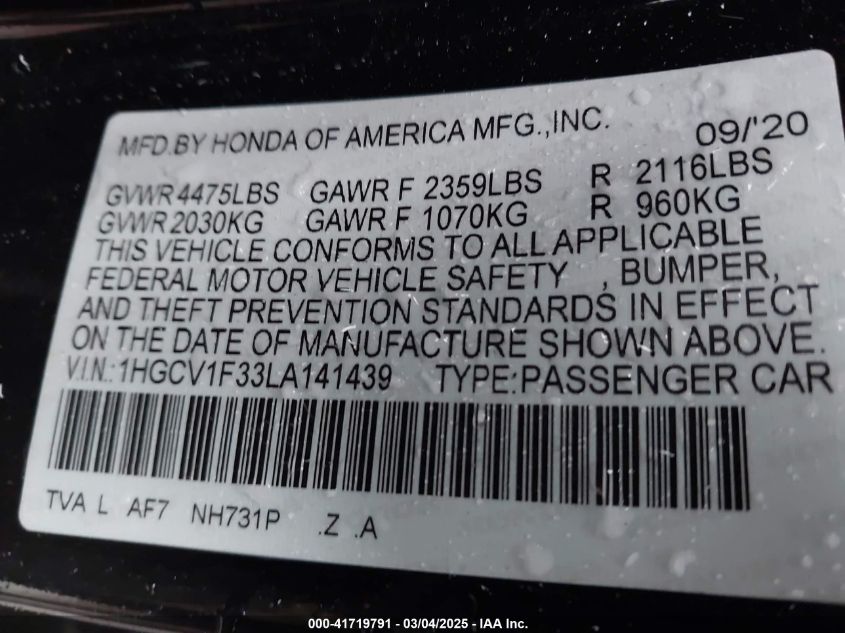 MFD.BY HONDA OF AMERICA MFG.,INC. 09/'20
GVWR 4475LBS GAWR F 2359LBS R 2116LBS
GVWR 2030KG GAWR F 1070KG R 960KG
THIS VEHICLE CONFORMS TO ALL APPLICABLE
FEDERAL MOTOR VEHICLE SAFETY , BUMPER,
AND THEFT PREVENTION STANDARDS IN EFFECT
ON THE DATE OF MANUFACTURE SHOWN ABOVE.
V.I.N.:1HGCV1F33LA141439 TYPE:PASSENGER CAR
TVA L AF7 NH731P .Z .A
000-41719791 - 03/04/2025 - IAA Inc.